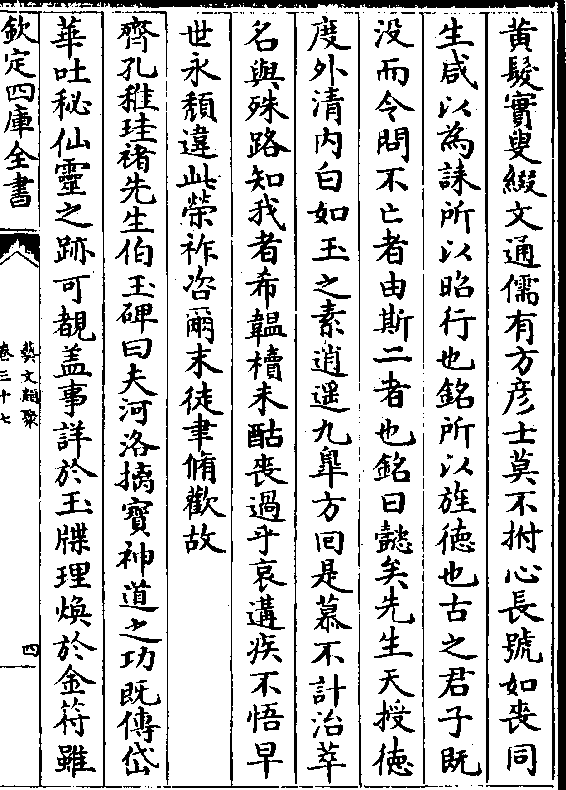 黄髮實叟綴文通儒有方彦士莫不拊心長號如喪同
生咸以為誄所以昭行也銘所以旌徳也古之君子既
没而令問不亡者由斯二者也銘曰懿矣先生天授徳
度外清内白如玉之素逍遥九臯方回是慕不計治萃
名與殊路知我者希韞櫝未酤喪過乎哀遘疾不悟早
世永頽違此榮祚咨爾末徒聿脩歡故
齊孔稚珪禇先生伯玉碑曰夫河洛摛寳神道之功既傳岱
華吐秘仙靈之跡可覩盖事詳於玉牒理煥於金符雖
欽定四庫全書
藝文類聚
卷三十七
四